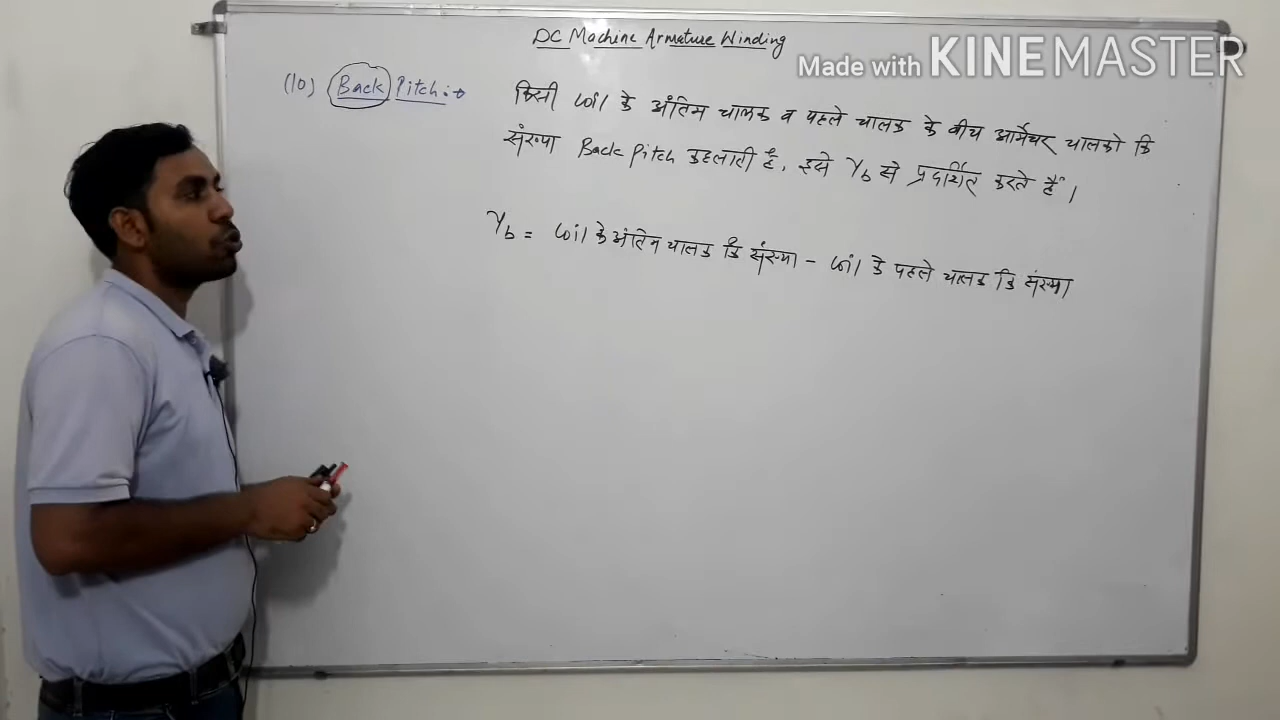 DC Machine Armature Winding
Made with KINEMASTER
(10) Back Pitch :→ किसी coil के अंतिम चालक व पहले चालक के बीच आर्मेचर चालको कि
संख्या Back Pitch कहलाती है, इसे Yb से प्रदर्शित करते हैं।
Yb = coil के अंतिम चालक कि संख्या - coil के पहले चालक कि संख्या